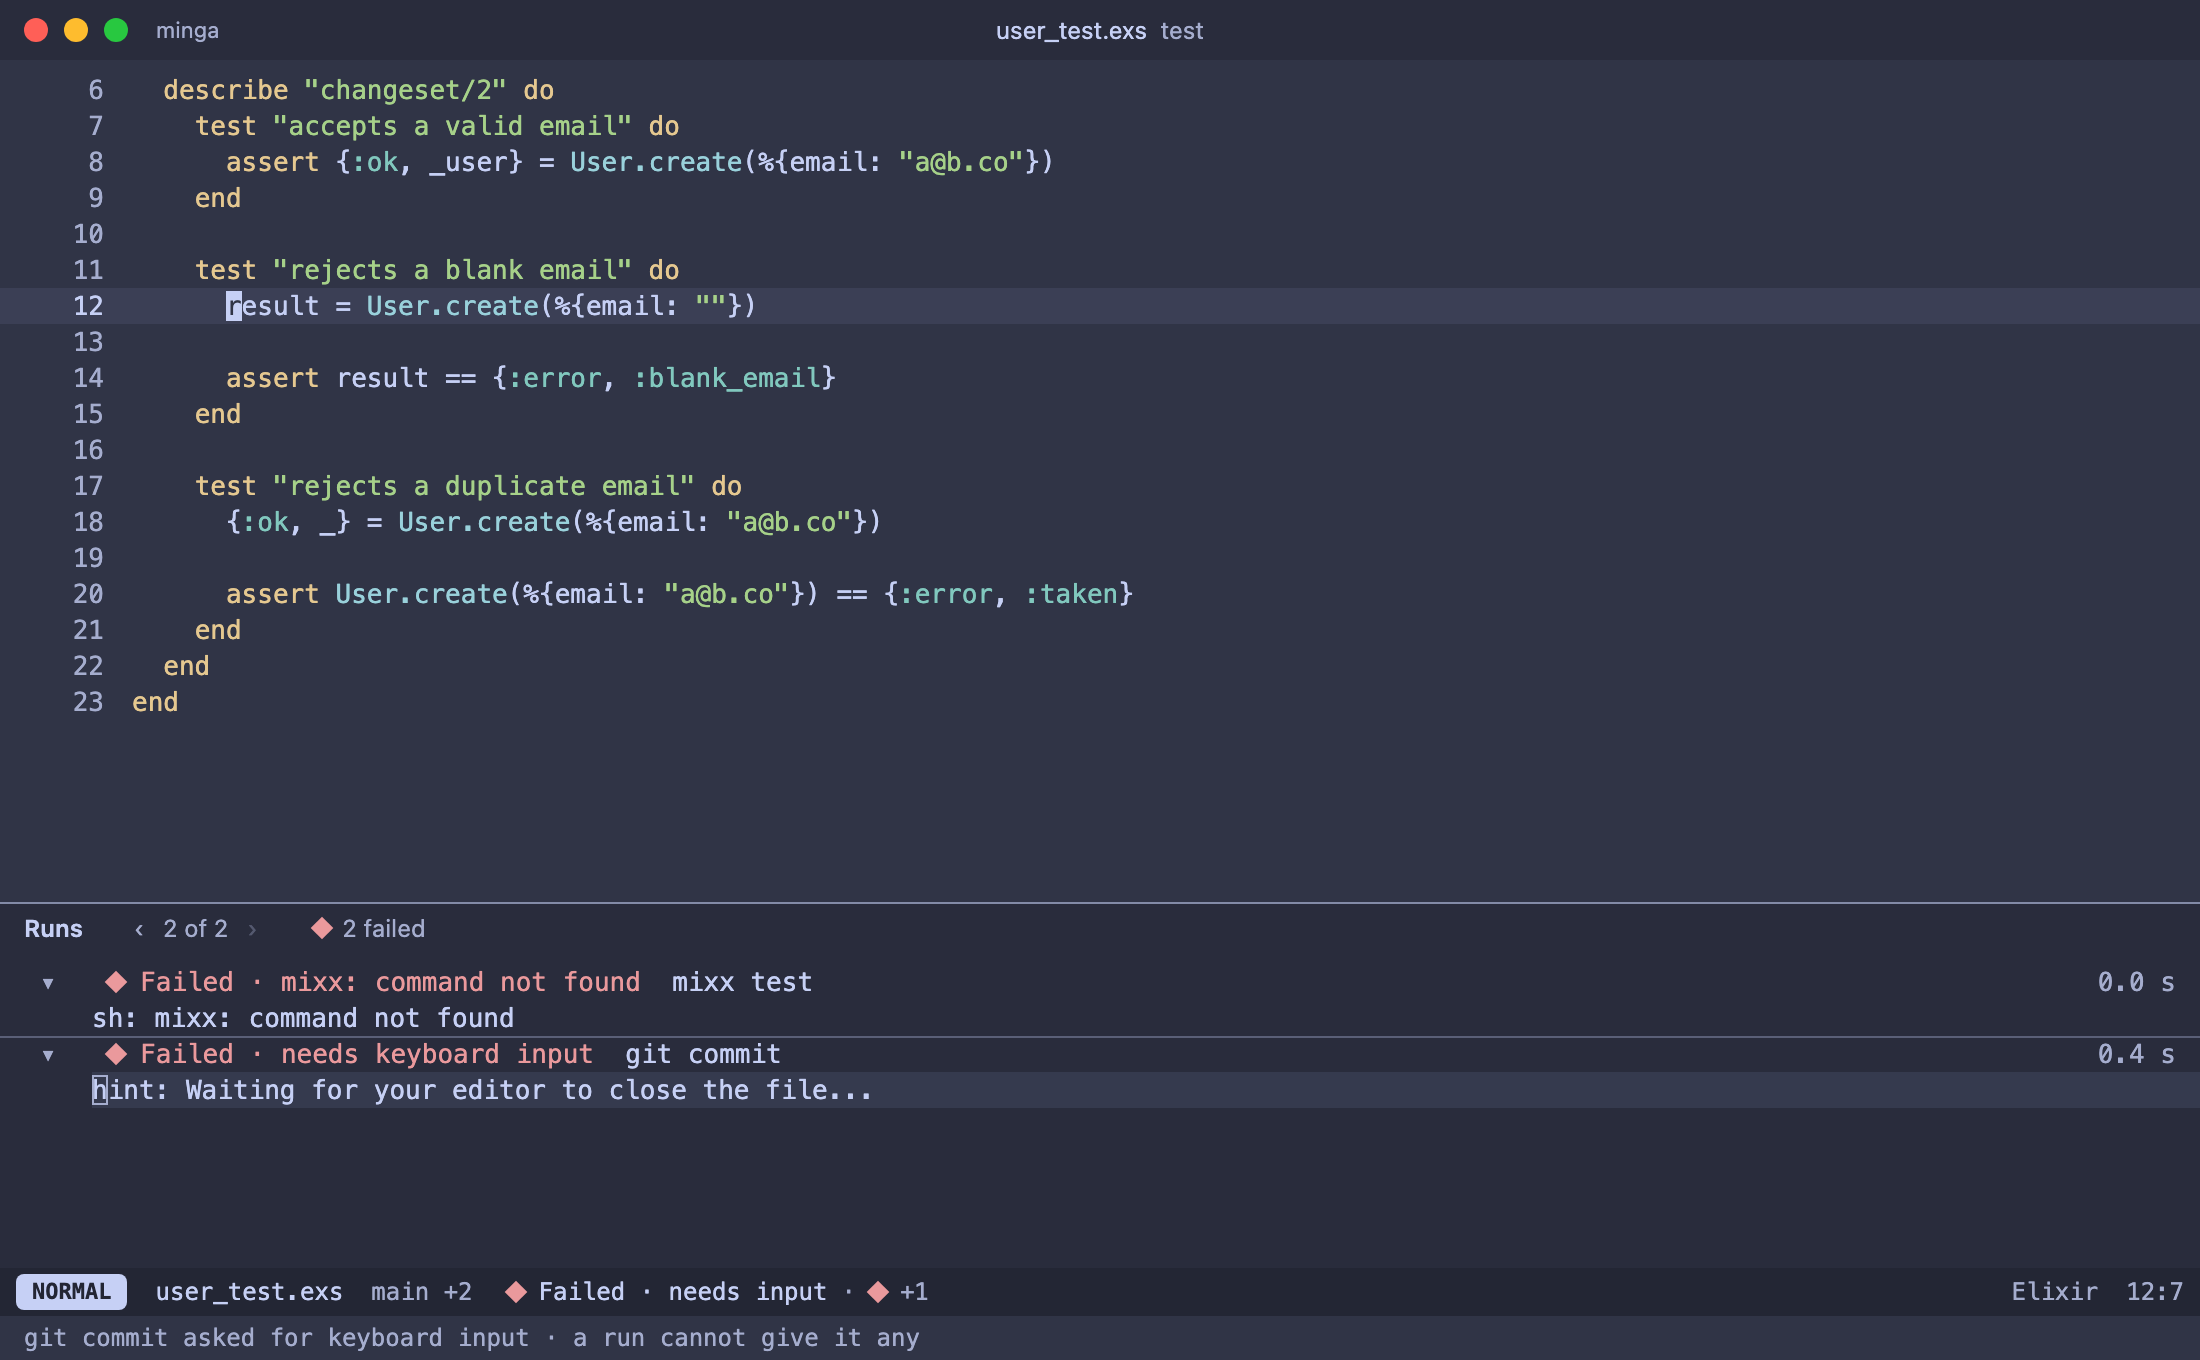 minga
user_test.exs test
6 describe "changeset/2" do
7 test "accepts a valid email" do
8 assert {:ok, _user} = User.create(%{email: "a@b.co"})
9 end
10
11 test "rejects a blank email" do
12 result = User.create(%{email: ""})
13
14 assert result == {:error, :blank_email}
15 end
16
17 test "rejects a duplicate email" do
18 {:ok, _} = User.create(%{email: "a@b.co"})
19
20 assert User.create(%{email: "a@b.co"}) == {:error, :taken}
21 end
22 end
23 end
Runs ‹ 2 of 2 › ◆ 2 failed
▼ ◆ Failed · mixx: command not found mixx test 0.0 s
sh: mixx: command not found
▼ ◆ Failed · needs keyboard input git commit 0.4 s
hint: Waiting for your editor to close the file...
NORMAL user_test.exs main +2 ◆ Failed · needs input · ◆ +1 Elixir 12:7
git commit asked for keyboard input · a run cannot give it any